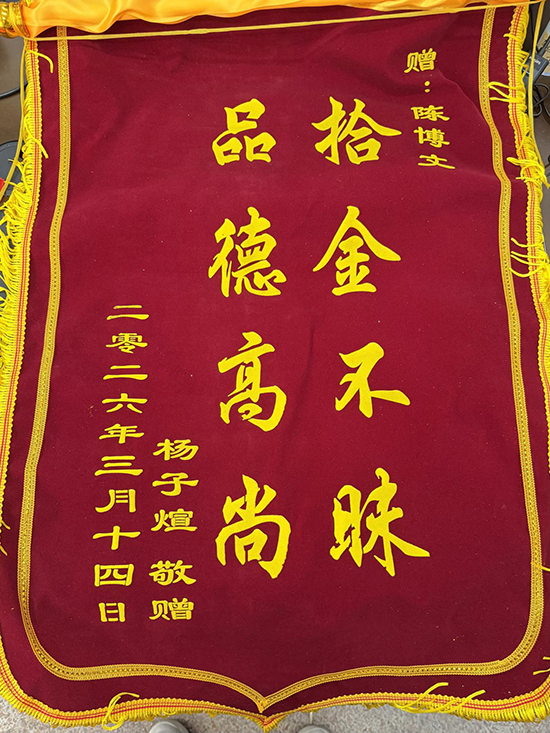 赠：陈博文
拾金不昧
品德高尚
杨子煊 敬赠
二零二六年三月十四日